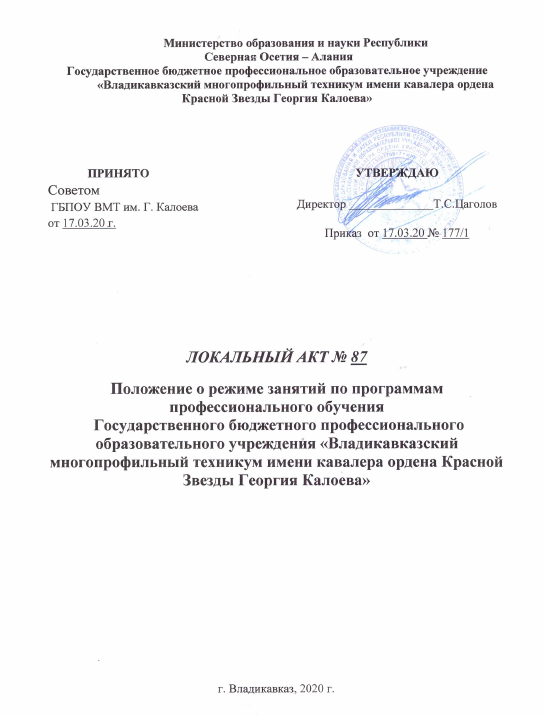 Министерство образования и науки Республики
Северная Осетия – Алания
Государственное бюджетное профессиональное образовательное учреждение
«Владикавказский многопрофильный техникум имени кавалера ордена
Красной Звезды Георгия Калоева»
ПРИНЯТО
Советом
ГБПОУ ВМТ им. Г. Калоева
от 17.03.20 г.
УТВЕРЖДАЮ
Директор ______________Т.С.Цаголов
Приказ от 17.03.20 № 177/1
ЛОКАЛЬНЫЙ АКТ № 87
Положение о режиме занятий по программам
профессионального обучения
Государственного бюджетного профессионального
образовательного учреждения «Владикавказский
многопрофильный техникум имени кавалера ордена Красной
Звезды Георгия Калоева»
г. Владикавказ, 2020 г.